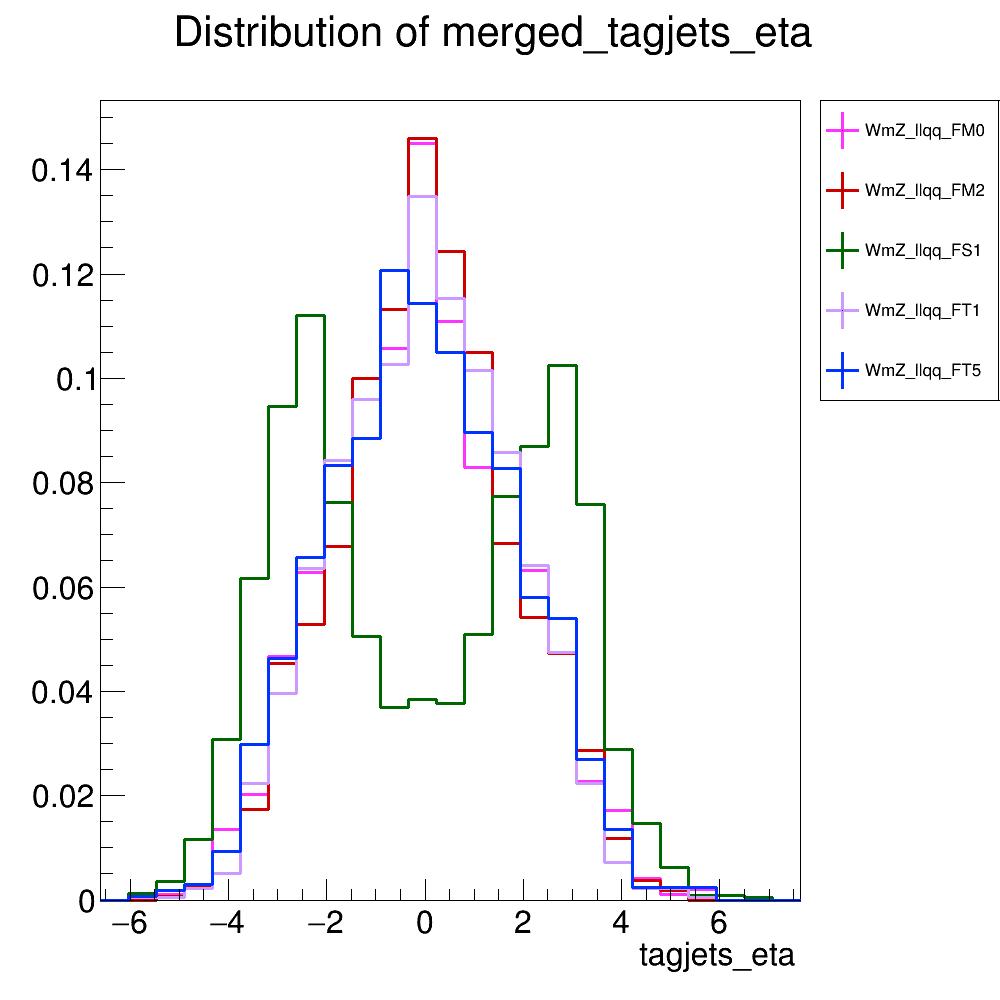 Distribution of merged_tagjets_eta
WmZ_llqq_FM0
WmZ_llqq_FM2
WmZ_llqq_FS1
WmZ_llqq_FT1
WmZ_llqq_FT5
0.14
0.12
0.1
0.08
0.06
0.04
0.02
0
−6 −4 −2 0 2 4 6
tagjets_eta